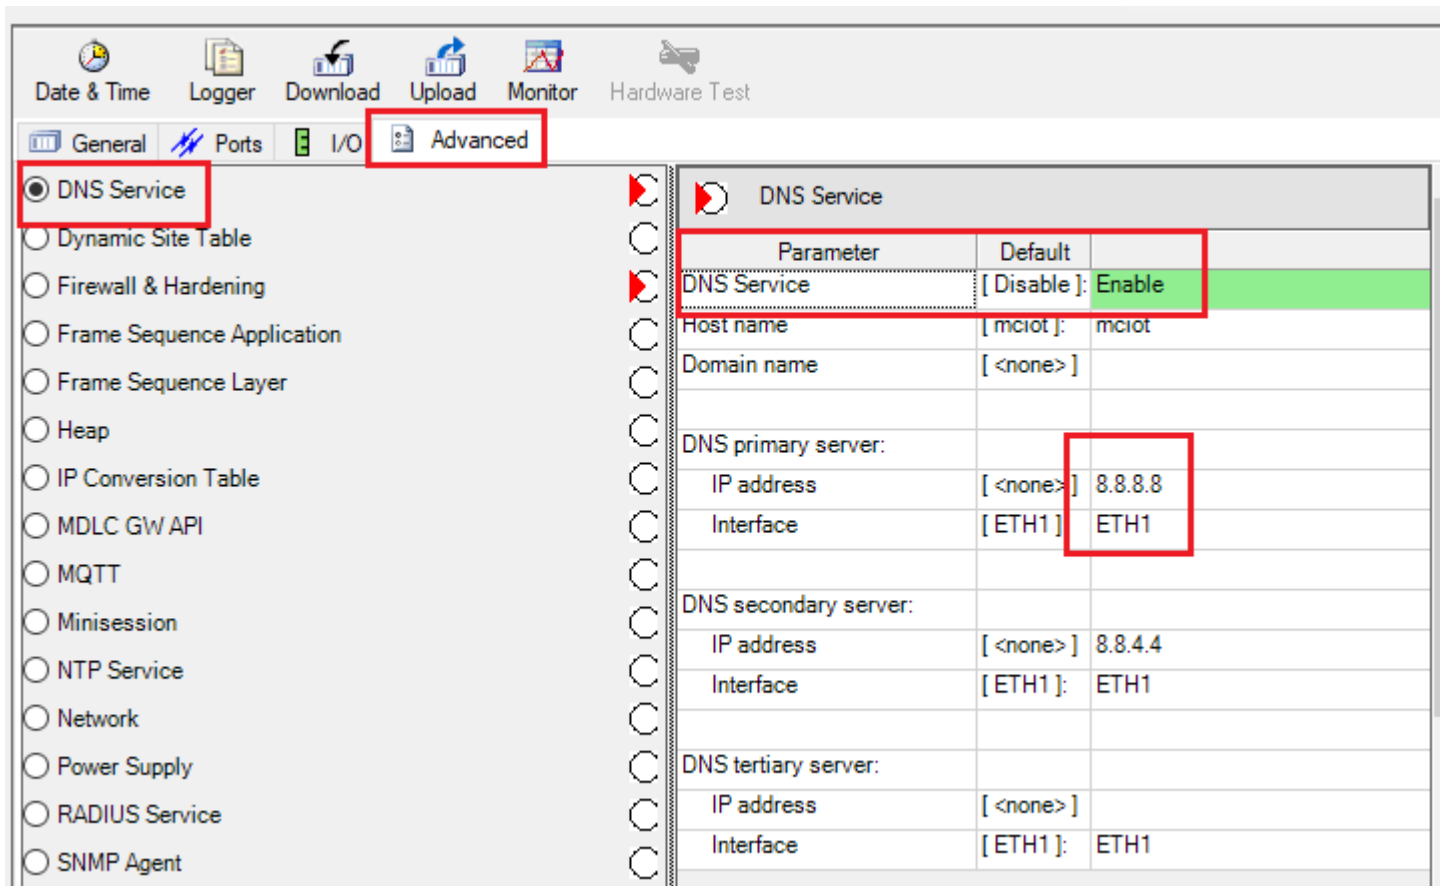 Date & Time Logger Download Upload Monitor Hardware Test
General Ports I/O Advanced
DNS Service
Dynamic Site Table
Firewall & Hardening
Frame Sequence Application
Frame Sequence Layer
Heap
IP Conversion Table
MDLC GW API
MQTT
Minisession
NTP Service
Network
Power Supply
RADIUS Service
SNMP Agent
DNS Service
Parameter Default
DNS Service [ Disable ]: Enable
Host name [ mciot ]: mciot
Domain name [ <none> ]
DNS primary server:
IP address [ <none> ] 8.8.8.8
Interface [ ETH1 ] ETH1
DNS secondary server:
IP address [ <none> ] 8.8.4.4
Interface [ ETH1 ]: ETH1
DNS tertiary server:
IP address [ <none> ]
Interface [ ETH1 ]: ETH1